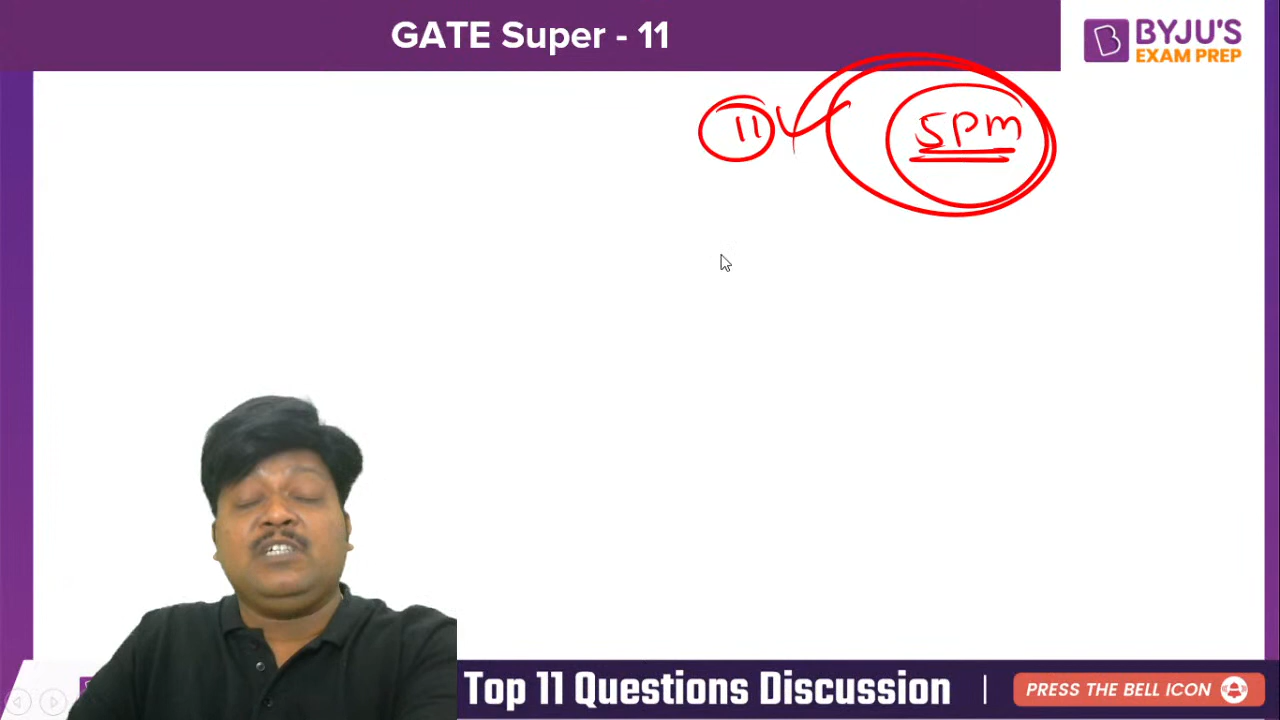 GATE Super - 11
BYJU'S
EXAM PREP
11
5pm
Top 11 Questions Discussion
PRESS THE BELL ICON